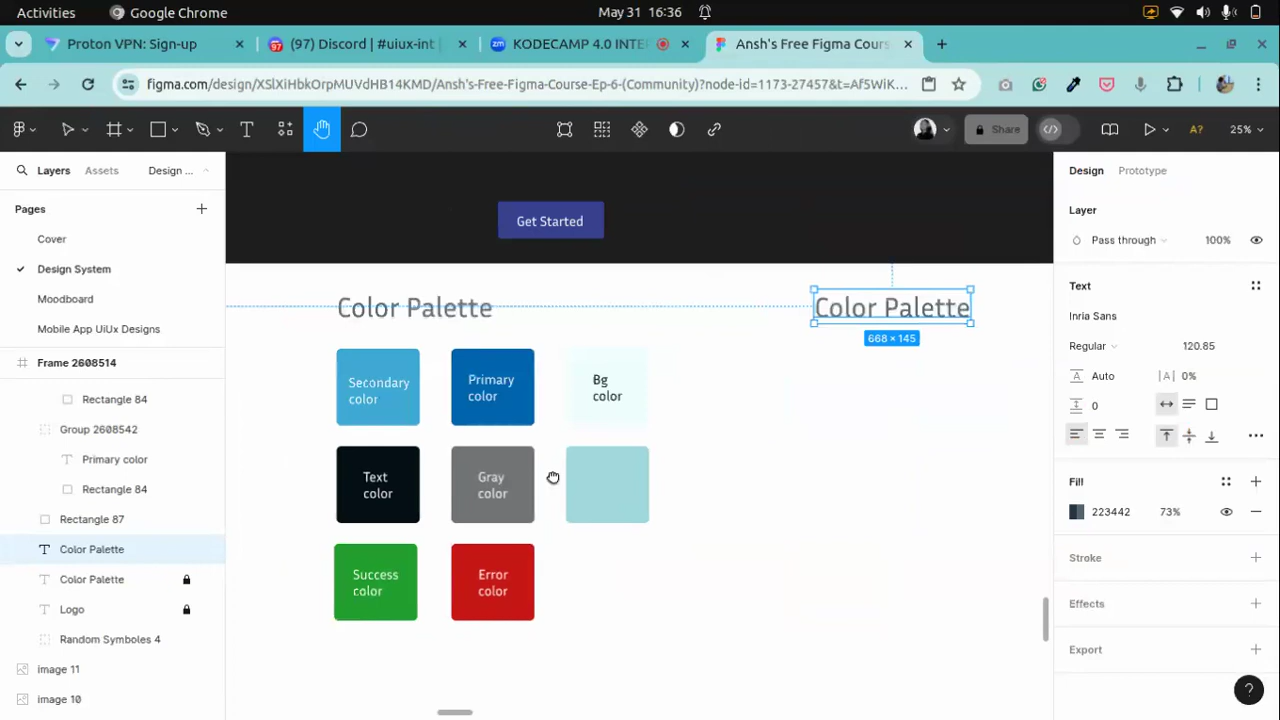 Activities
Google Chrome
May 31 16:36
Proton VPN: Sign-up
(97) Discord | #uiux-int
KODECAMP 4.0 INTER
Ansh's Free Figma Cours
figma.com/design/XSlXiHbkOrpMUVdHB14KMD/Ansh's-Free-Figma-Course-Ep-6-(Community)?node-id=1173-27457&t=Af5WiK...
Share
A?
25%
Layers
Assets
Design ...
Pages
Cover
Design System
Moodboard
Mobile App UiUx Designs
Frame 2608514
Rectangle 84
Group 2608542
Primary color
Rectangle 84
Rectangle 87
Color Palette
Color Palette
Logo
Random Symboles 4
image 11
image 10
Get Started
Color Palette
Color Palette
668 × 145
Secondary
color
Primary
color
Bg
color
Text
color
Gray
color
Success
color
Error
color
Design
Prototype
Layer
Pass through
100%
Text
Inria Sans
Regular
120.85
Auto
0%
0
Fill
223442
73%
Stroke
Effects
Export
?